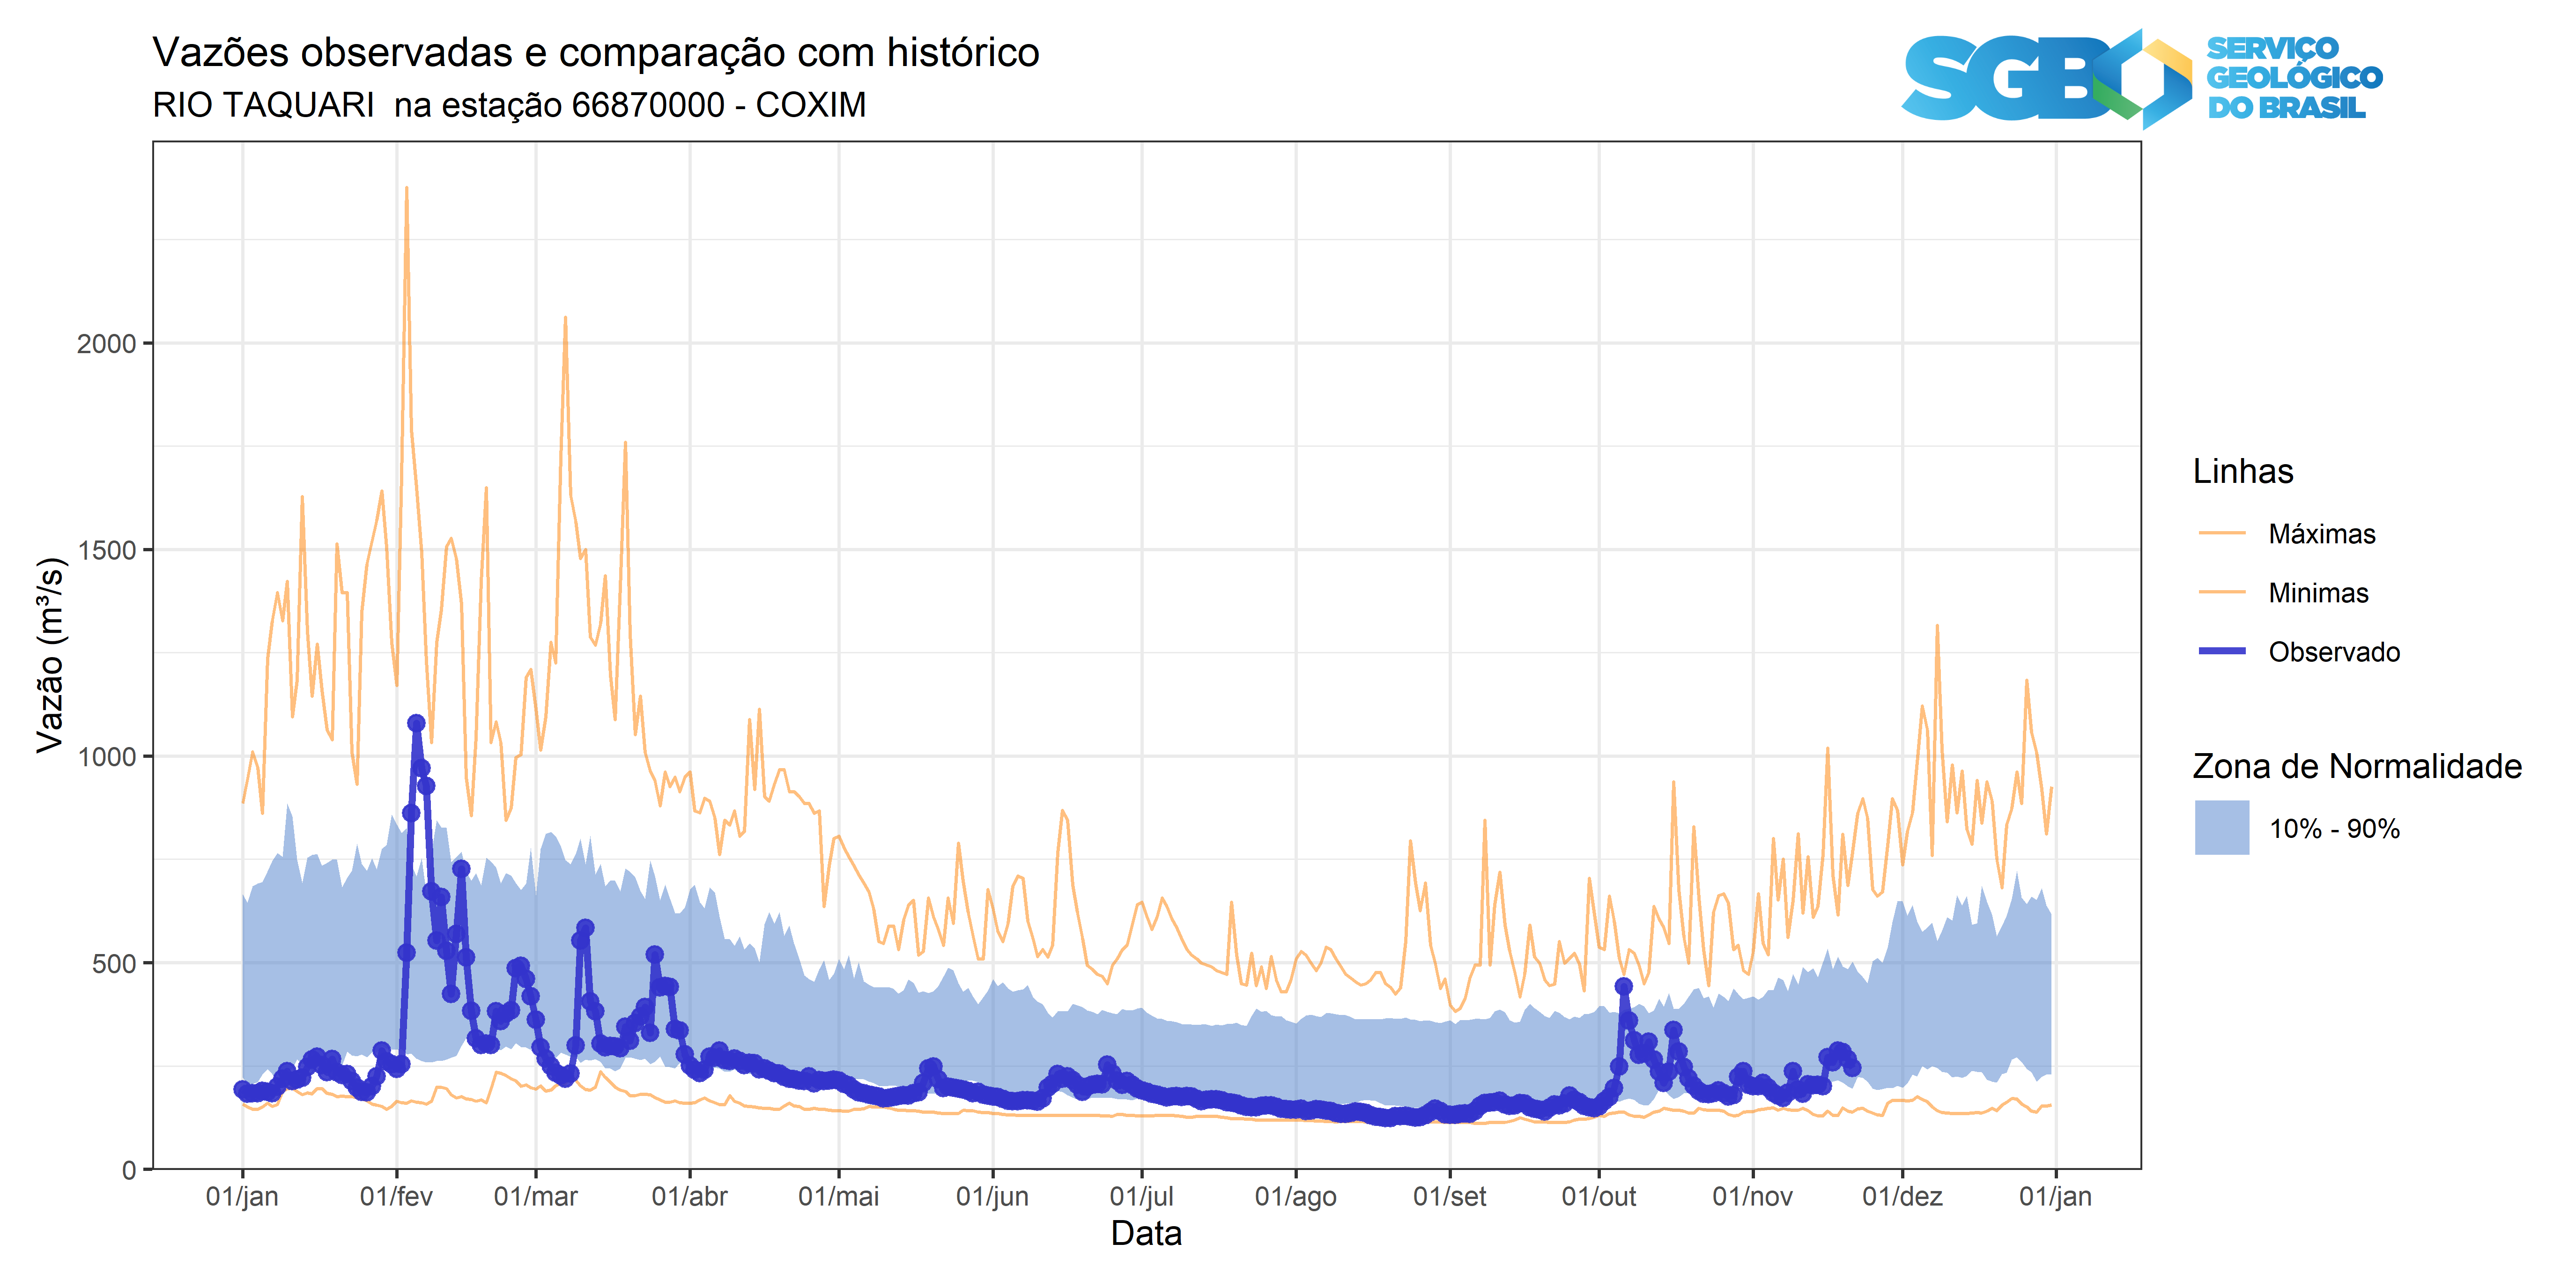 Vazões observadas e comparação com histórico
RIO TAQUARI  na estação 66870000 - COXIM
SGB
SERVIÇO
GEOLÓGICO
DO BRASIL
Vazão (m³/s)
2000
1500
1000
500
0
01/jan 01/fev 01/mar 01/abr 01/mai 01/jun 01/jul 01/ago 01/set 01/out 01/nov 01/dez 01/jan
Data
Linhas
Máximas
Minimas
Observado
Zona de Normalidade
10% - 90%